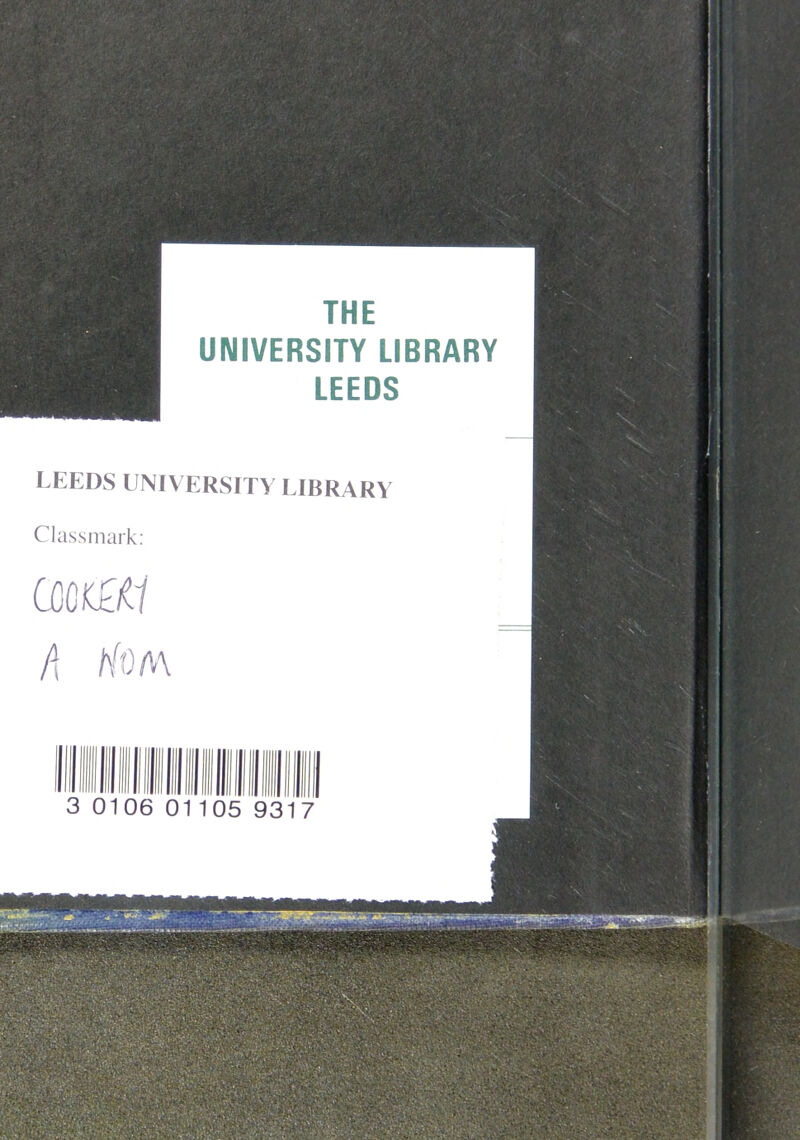 THE
UNIVERSITY LIBRARY
LEEDS
LEEDS UNIVERSITY LIBRARY
Classmark:
COOKERY
A NOM
3 0106 01105 9317